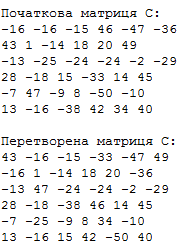 Початкова матриця С:
-16 -16 -15 46 -47 -36
43 1 -14 18 20 49
-13 -25 -24 -24 -2 -29
28 -18 15 -33 14 45
-7 47 -9 8 -50 -10
13 -16 -38 42 34 40
Перетворена матриця С:
43 -16 -15 -33 -47 49
-16 1 -14 18 20 -36
-13 47 -24 -24 -2 -29
28 -18 -38 46 14 45
-7 -25 -9 8 34 -10
13 -16 15 42 -50 40